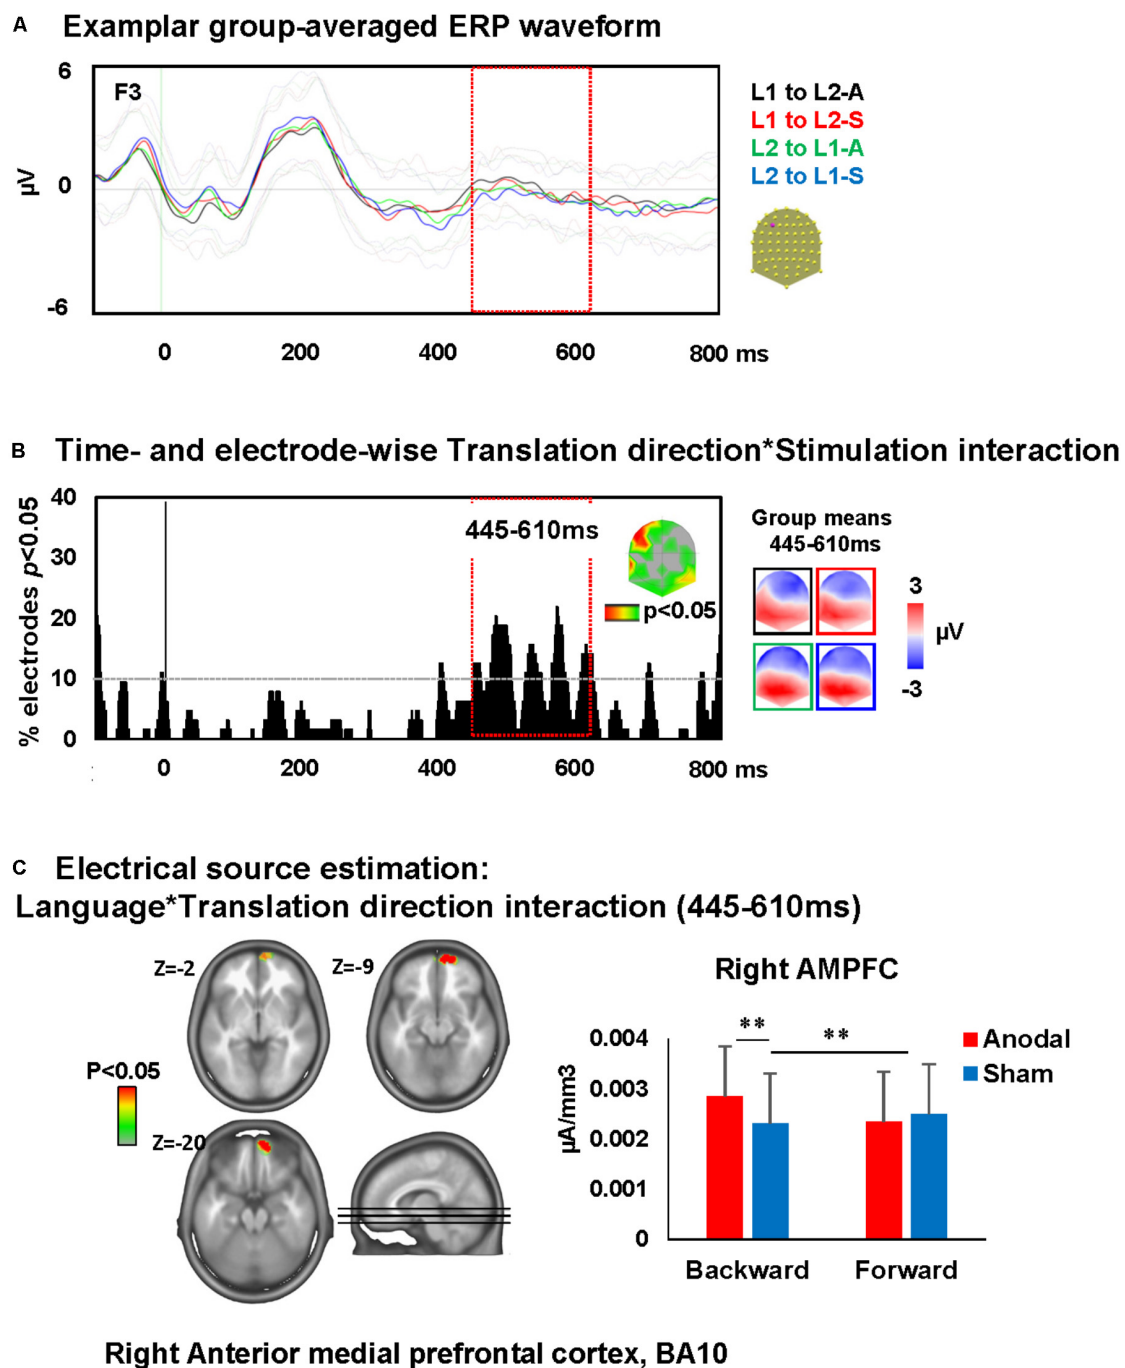 A Examplar group-averaged ERP waveform
6
F3
µV
0
-6
0 200 400 600 800 ms
L1 to L2-A
L1 to L2-S
L2 to L1-A
L2 to L1-S
B Time- and electrode-wise Translation direction*Stimulation interaction
% electrodes p<0.05
40
30
20
10
0
445-610ms
p<0.05
0 200 400 600 800 ms
Group means
445-610ms
3
µV
-3
C Electrical source estimation:
Language*Translation direction interaction (445-610ms)
Z=-2
Z=-9
P<0.05
Z=-20
Right AMPFC
µA/mm3
0.004
0.003
0.002
0.001
0
** **
Anodal
Sham
Backward Forward
Right Anterior medial prefrontal cortex, BA10